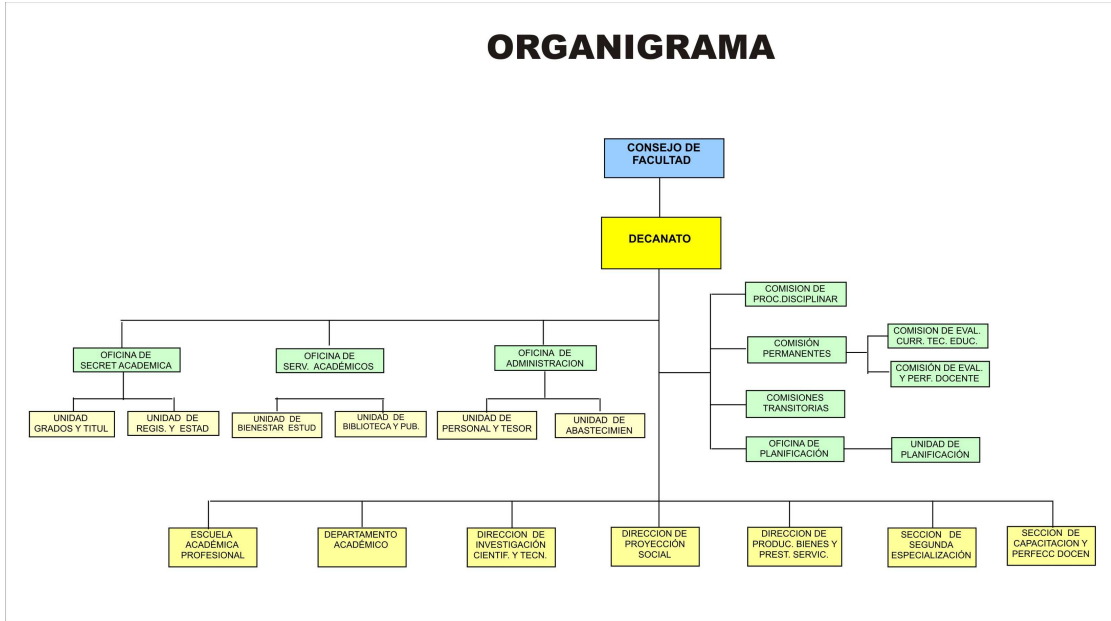 ORGANIGRAMA
CONSEJO DE
FACULTAD
DECANATO
COMISION DE
PROC.DISCIPLINAR
COMISIÓN
PERMANENTES
COMISION DE EVAL.
CURR. TEC. EDUC.
COMISIÓN DE EVAL.
Y PERF. DOCENTE
COMISIONES
TRANSITORIAS
OFICINA DE
PLANIFICACIÓN
UNIDAD DE
PLANIFICACIÓN
OFICINA DE
SECRET ACADEMICA
OFICINA DE
SERV. ACADÉMICOS
OFICINA DE
ADMINISTRACION
UNIDAD
GRADOS Y TITUL
UNIDAD DE
REGIS. Y ESTAD
UNIDAD DE
BIENESTAR ESTUD
UNIDAD DE
BIBLIOTECA Y PUB.
UNIDAD DE
PERSONAL Y TESOR
UNIDAD DE
ABASTECIMIEN
ESCUELA
ACADÉMICA
PROFESIONAL
DEPARTAMENTO
ACADÉMICO
DIRECCION DE
INVESTIGACIÓN
CIENTIF. Y TECN.
DIRECCION DE
PROYECCIÓN
SOCIAL
DIRECCION DE
PRODUC. BIENES Y
PREST. SERVIC.
SECCION DE
SEGUNDA
ESPECIALIZACIÓN
SECCION DE
CAPACITACION Y
PERFECC DOCEN